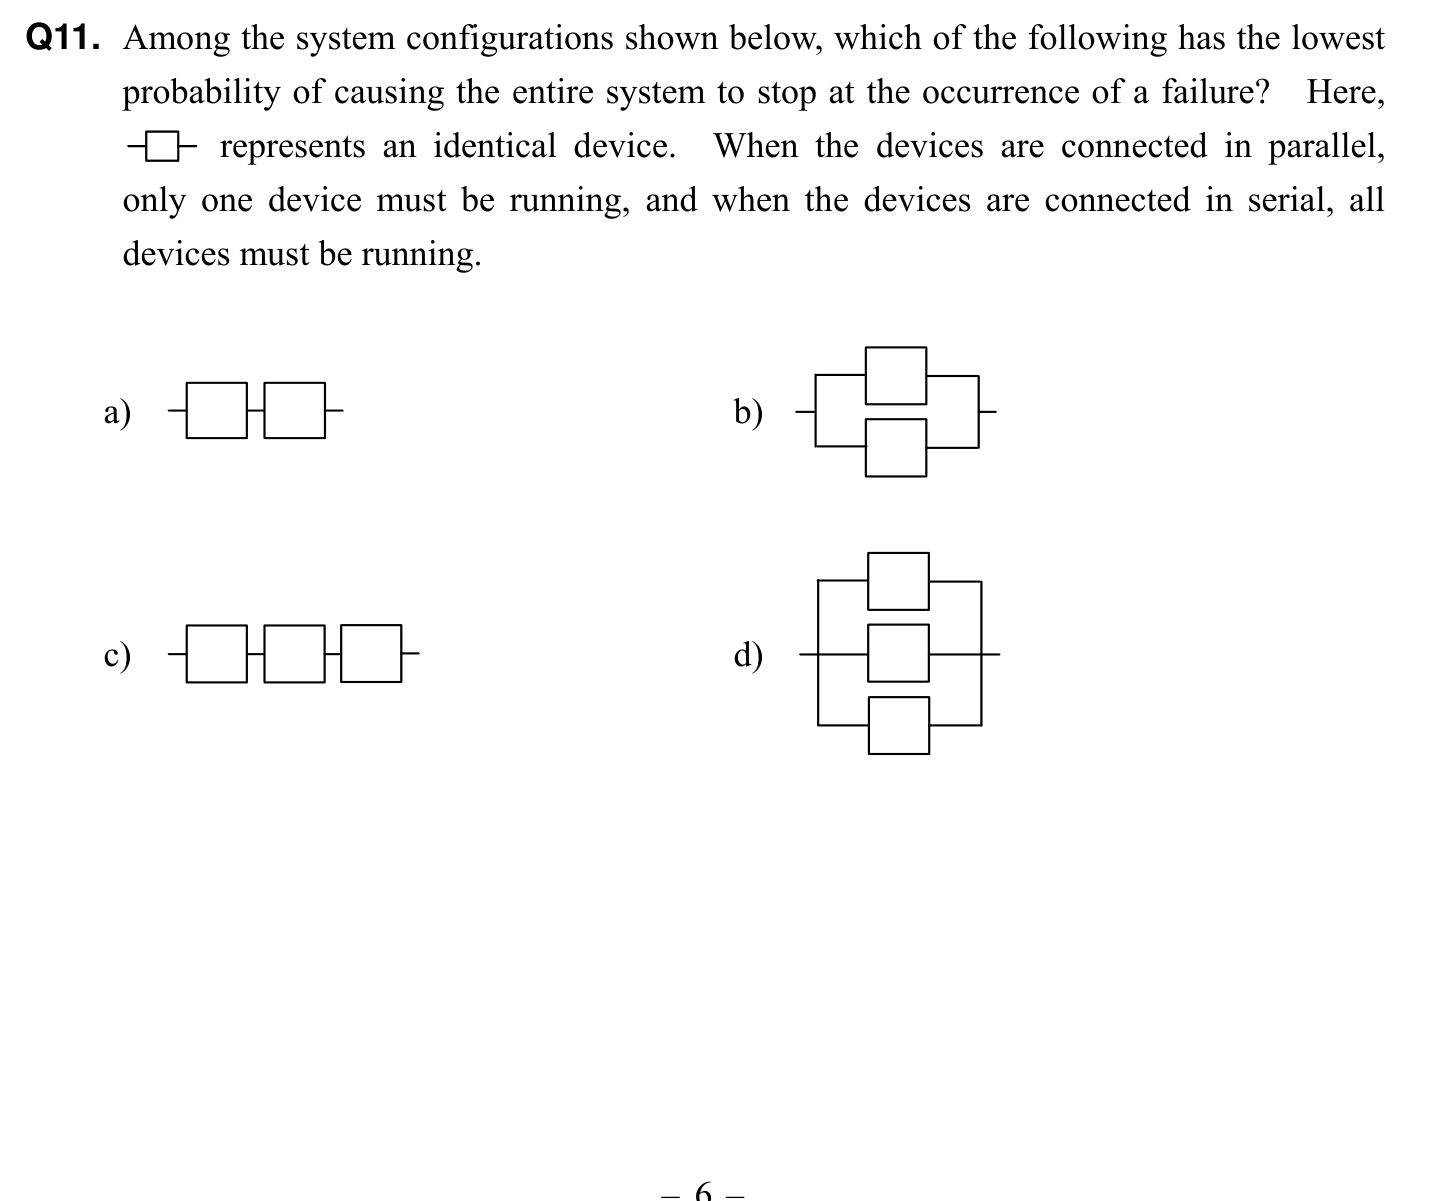 Q11. Among the system configurations shown below, which of the following has the lowest
probability of causing the entire system to stop at the occurrence of a failure? Here,
represents an identical device. When the devices are connected in parallel,
only one device must be running, and when the devices are connected in serial, all
devices must be running.
a)
b)
c)
d)
– 6 –